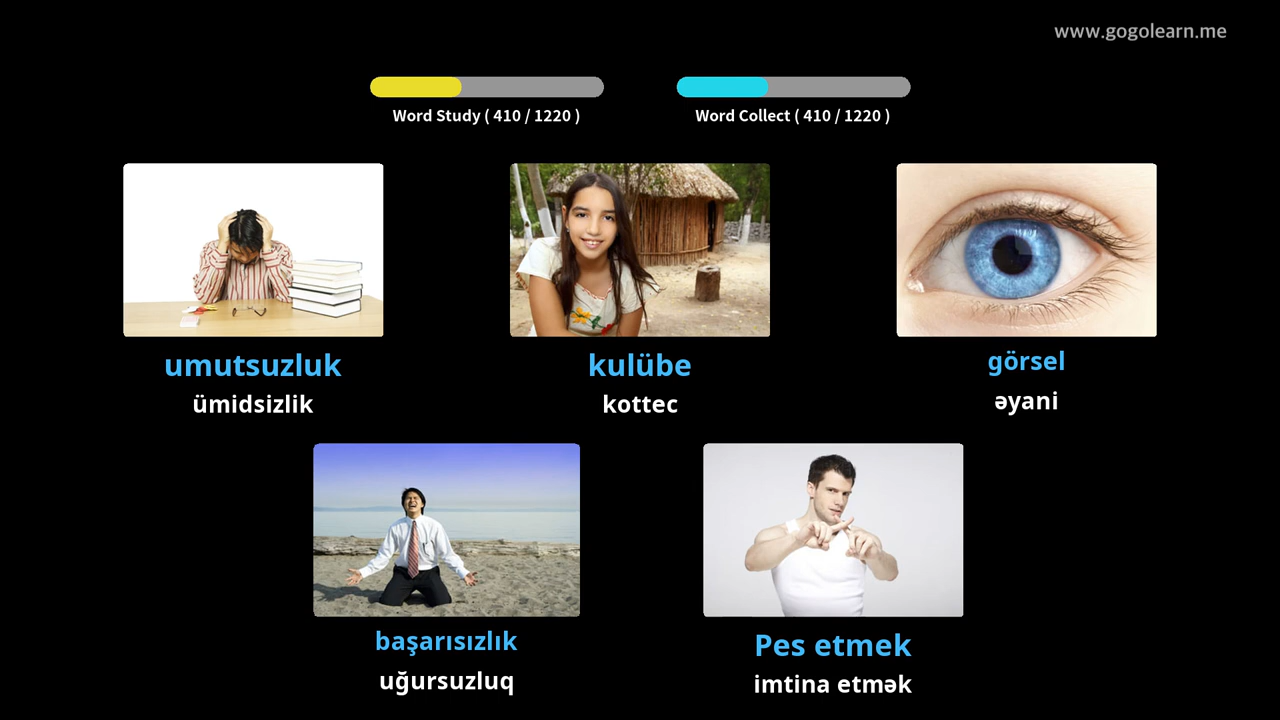 www.gogolearn.me
Word Study ( 410 / 1220 )
Word Collect ( 410 / 1220 )
umutsuzluk
ümidsizlik
kulübe
kottec
görsel
əyani
başarısızlık
uğursuzluq
Pes etmek
imtina etmək